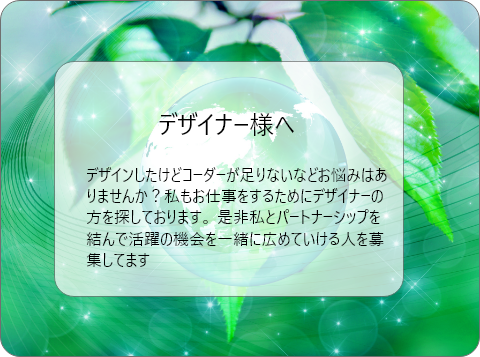 デザイナー様へ
デザインしたけどコーダーが足りないなどお悩みはあ
りませんか？私もお仕事をするためにデザイナーの
方を探しております。是非私とパートナーシップを
結んで活躍の機会を一緒に広めていける人を募
集してます